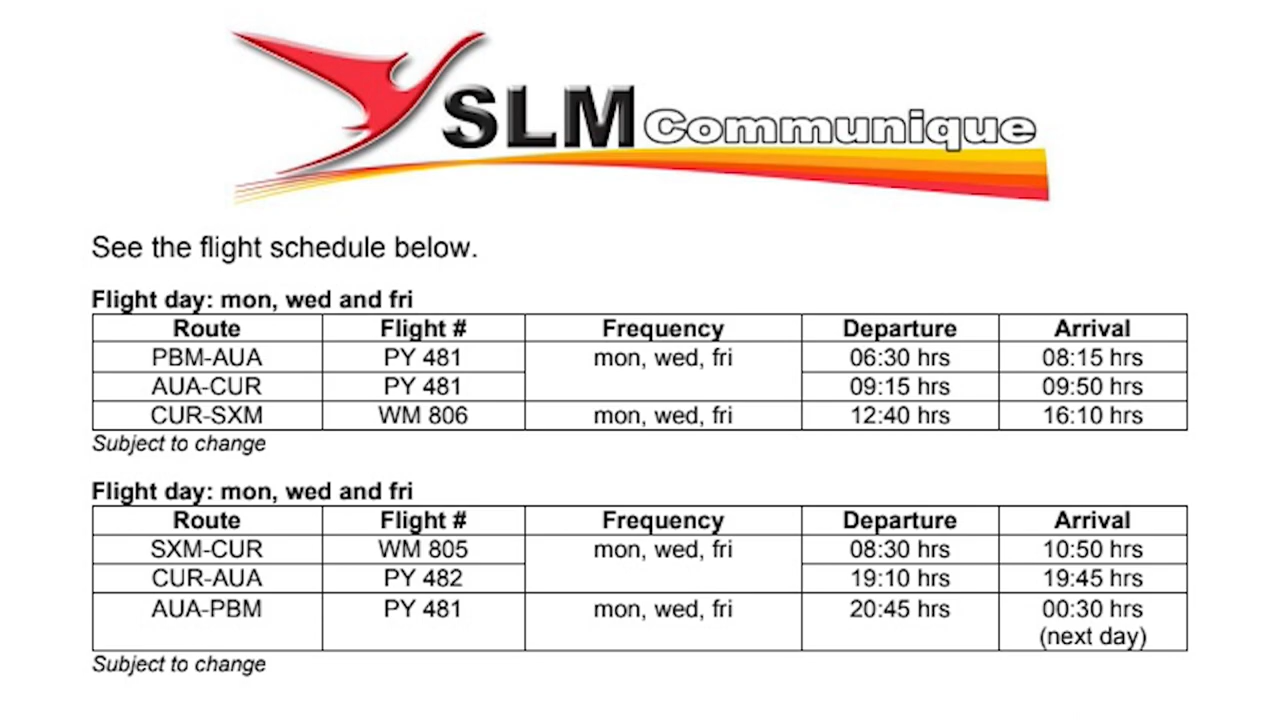 SLM Communique
See the flight schedule below.
Flight day: mon, wed and fri
Route Flight # Frequency Departure Arrival
PBM-AUA PY 481 mon, wed, fri 06:30 hrs 08:15 hrs
AUA-CUR PY 481 09:15 hrs 09:50 hrs
CUR-SXM WM 806 mon, wed, fri 12:40 hrs 16:10 hrs
Subject to change
Flight day: mon, wed and fri
Route Flight # Frequency Departure Arrival
SXM-CUR WM 805 mon, wed, fri 08:30 hrs 10:50 hrs
CUR-AUA PY 482 19:10 hrs 19:45 hrs
AUA-PBM PY 481 mon, wed, fri 20:45 hrs 00:30 hrs
(next day)
Subject to change